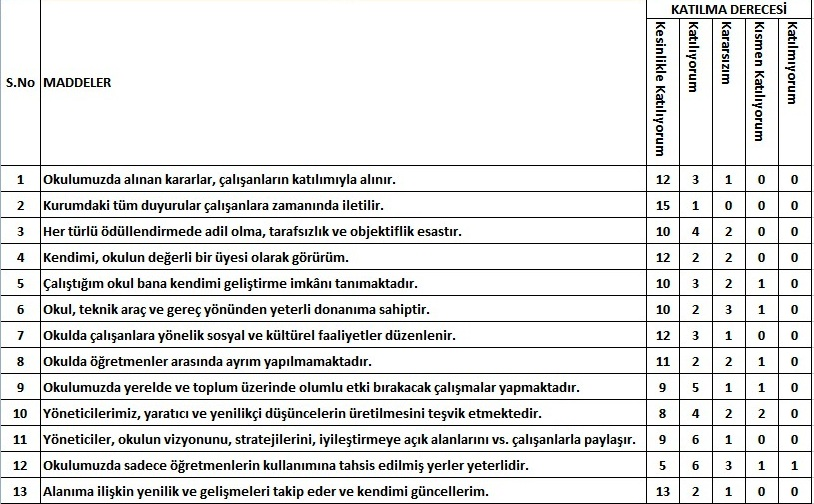 KATILMA DERECESİ
S.No MADDELER Kesinlikle Katılıyorum Katılıyorum Kararsızım Kısmen Katılıyorum Katılmıyorum
1 Okulumuzda alınan kararlar, çalışanların katılımıyla alınır. 12 3 1 0 0
2 Kurumdaki tüm duyurular çalışanlara zamanında iletilir. 15 1 0 0 0
3 Her türlü ödüllendirmede adil olma, tarafsızlık ve objektiflik esastır. 10 4 2 0 0
4 Kendimi, okulun değerli bir üyesi olarak görürüm. 12 2 2 0 0
5 Çalıştığım okul bana kendimi geliştirme imkânı tanımaktadır. 10 3 2 1 0
6 Okul, teknik araç ve gereç yönünden yeterli donanıma sahiptir. 10 2 3 1 0
7 Okulda çalışanlara yönelik sosyal ve kültürel faaliyetler düzenlenir. 12 3 1 0 0
8 Okulda öğretmenler arasında ayrım yapılmamaktadır. 11 2 2 1 0
9 Okulumuzda yerelde ve toplum üzerinde olumlu etki bırakacak çalışmalar yapmaktadır. 9 5 1 1 0
10 Yöneticilerimiz, yaratıcı ve yenilikçi düşüncelerin üretilmesini teşvik etmektedir. 8 4 2 2 0
11 Yöneticiler, okulun vizyonunu, stratejilerini, iyileştirmeye açık alanlarını vs. çalışanlarla paylaşır. 9 6 1 0 0
12 Okulumuzda sadece öğretmenlerin kullanımına tahsis edilmiş yerler yeterlidir. 5 6 3 1 1
13 Alanıma ilişkin yenilik ve gelişmeleri takip eder ve kendimi güncellerim. 13 2 1 0 0